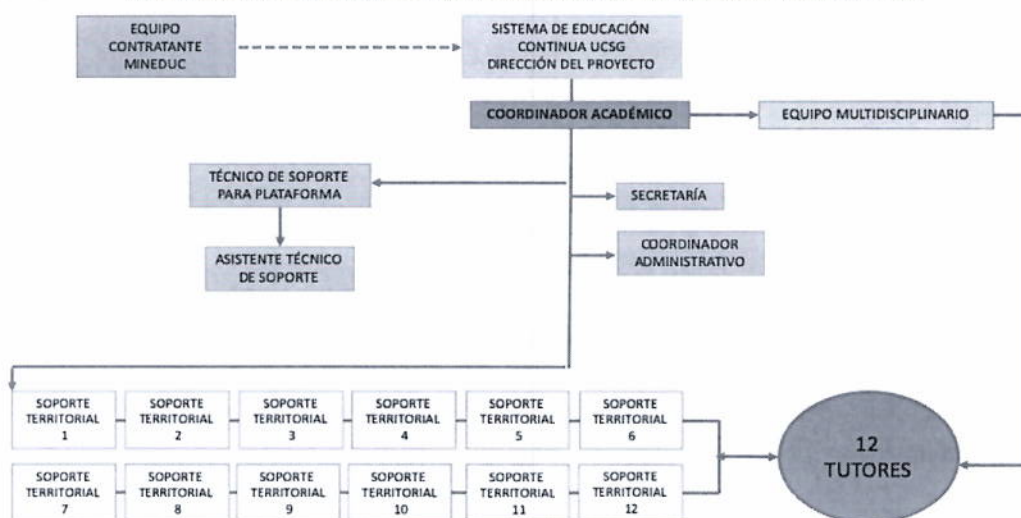 EQUIPO
CONTRATANTE
MINEDUC
SISTEMA DE EDUCACIÓN
CONTINUA UCSG
DIRECCIÓN DEL PROYECTO
COORDINADOR ACADÉMICO
EQUIPO MULTIDISCIPLINARIO
TÉCNICO DE SOPORTE
PARA PLATAFORMA
SECRETARÍA
ASISTENTE TÉCNICO
DE SOPORTE
COORDINADOR
ADMINISTRATIVO
SOPORTE
TERRITORIAL
1
SOPORTE
TERRITORIAL
2
SOPORTE
TERRITORIAL
3
SOPORTE
TERRITORIAL
4
SOPORTE
TERRITORIAL
5
SOPORTE
TERRITORIAL
6
SOPORTE
TERRITORIAL
7
SOPORTE
TERRITORIAL
8
SOPORTE
TERRITORIAL
9
SOPORTE
TERRITORIAL
10
SOPORTE
TERRITORIAL
11
SOPORTE
TERRITORIAL
12
12
TUTORES